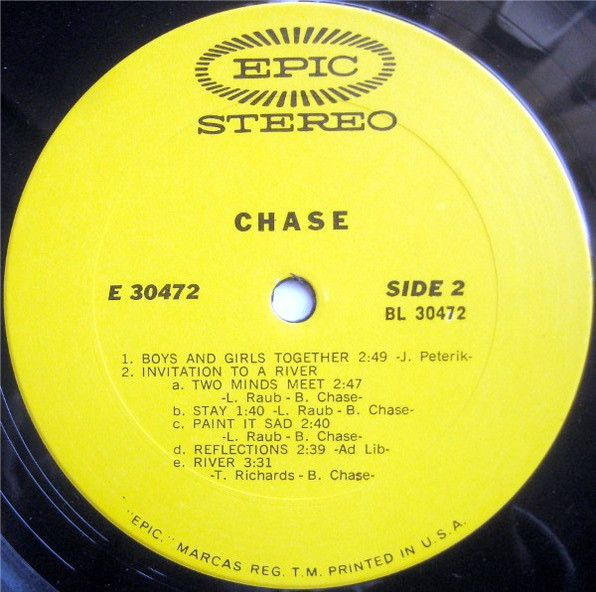 EPIC
STEREO
CHASE
E 30472
SIDE 2
BL 30472
1. BOYS AND GIRLS TOGETHER 2:49 -J. Peterik-
2. INVITATION TO A RIVER
a. TWO MINDS MEET 2:47
-L. Raub - B. Chase-
b. STAY 1:40 -L. Raub - B. Chase-
c. PAINT IT SAD 2:40
-L. Raub - B. Chase-
d. REFLECTIONS 2:39 -Ad Lib-
e. RIVER 3:31
-T. Richards - B. Chase-
"EPIC," MARCAS REG. T.M. PRINTED IN U.S.A.